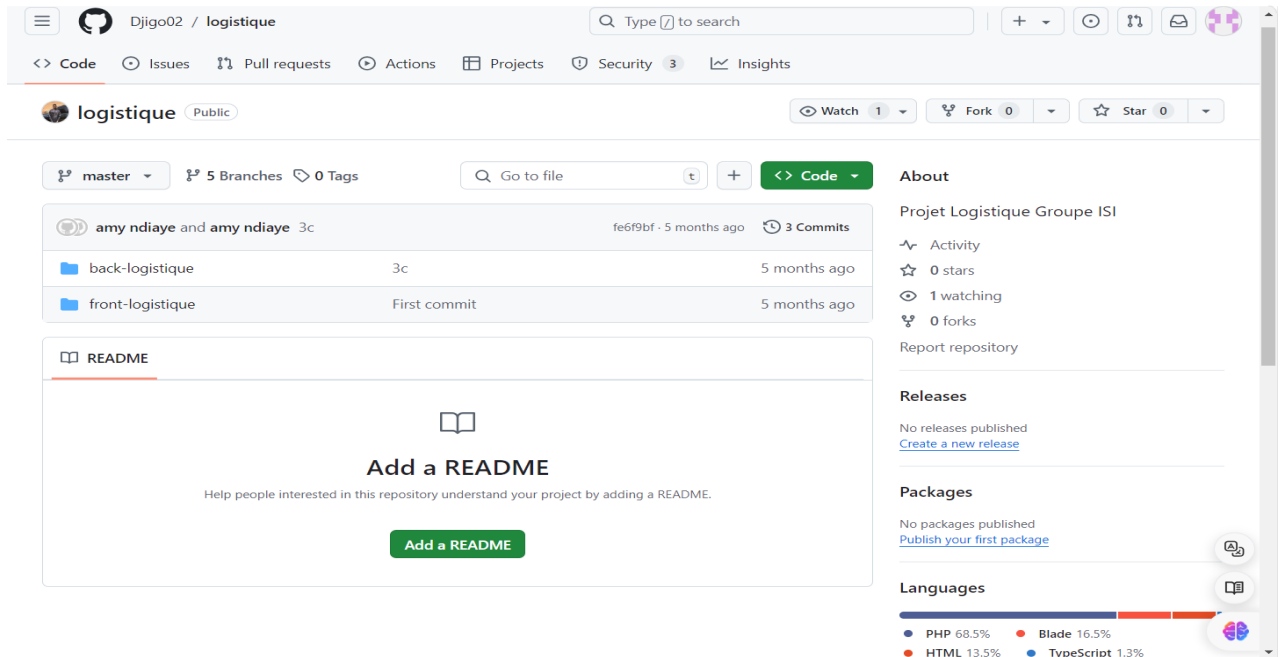 Djigo02 / logistique
Type / to search
Code
Issues
Pull requests
Actions
Projects
Security 3
Insights
logistique Public
Watch 1
Fork 0
Star 0
master
5 Branches
0 Tags
Go to file t
Code
amy ndiaye and amy ndiaye 3c
fe6f9bf · 5 months ago
3 Commits
back-logistique 3c 5 months ago
front-logistique First commit 5 months ago
README
Add a README
Help people interested in this repository understand your project by adding a README.
Add a README
About
Projet Logistique Groupe ISI
Activity
0 stars
1 watching
0 forks
Report repository
Releases
No releases published
Create a new release
Packages
No packages published
Publish your first package
Languages
PHP 68.5% Blade 16.5%
HTML 13.5% TypeScript 1.3%